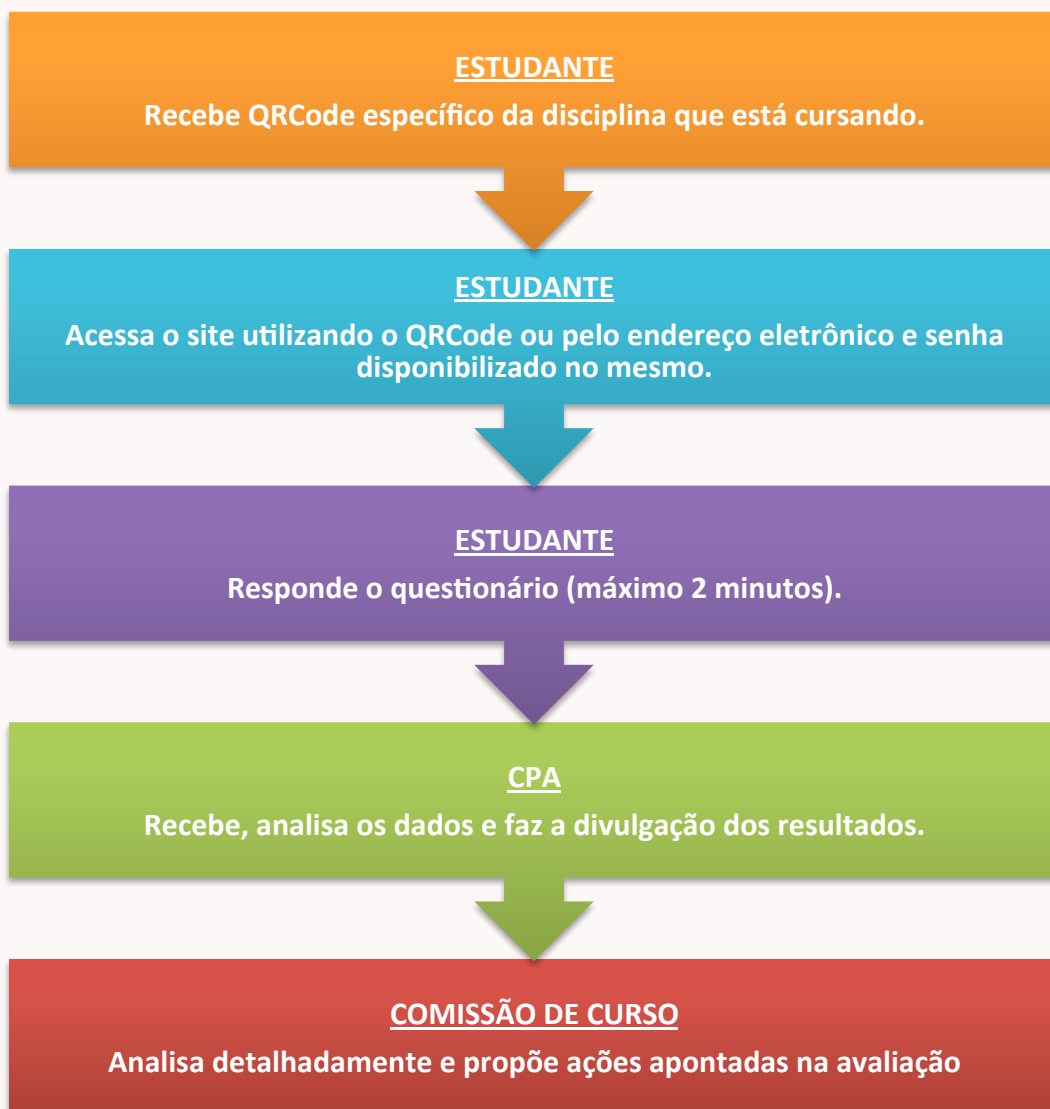 ESTUDANTE
Recebe QRCode específico da disciplina que está cursando.
ESTUDANTE
Acessa o site utilizando o QRCode ou pelo endereço eletrônico e senha
disponibilizado no mesmo.
ESTUDANTE
Responde o questionário (máximo 2 minutos).
CPA
Recebe, analisa os dados e faz a divulgação dos resultados.
COMISSÃO DE CURSO
Analisa detalhadamente e propõe ações apontadas na avaliação